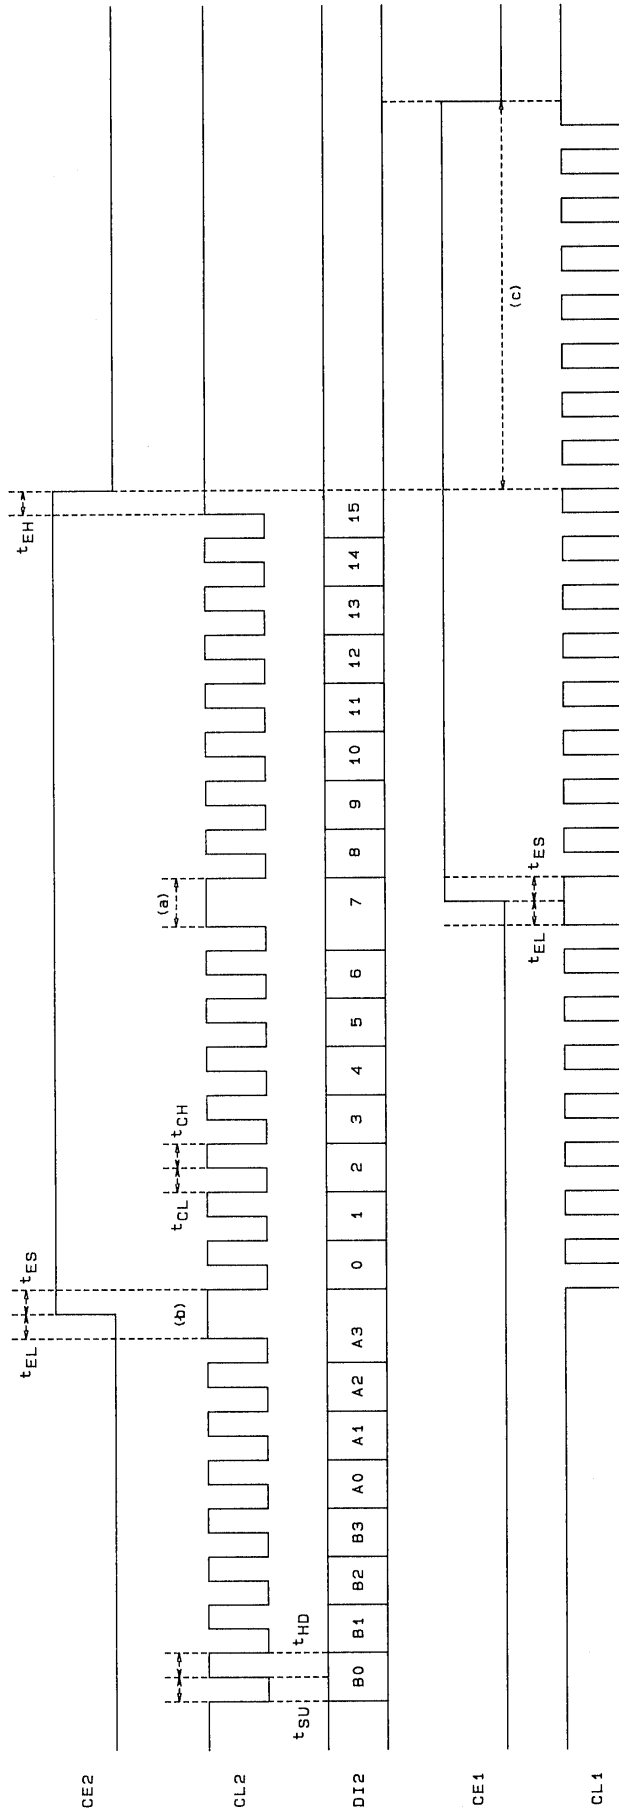 CE2
tEL
tES
tEH
CL2
(b)
tCL
tCH
(a)
tSU
tHD
DI2
B0
B1
B2
B3
A0
A1
A2
A3
0
1
2
3
4
5
6
7
8
9
10
11
12
13
14
15
CE1
tEL
tES
(c)
CL1